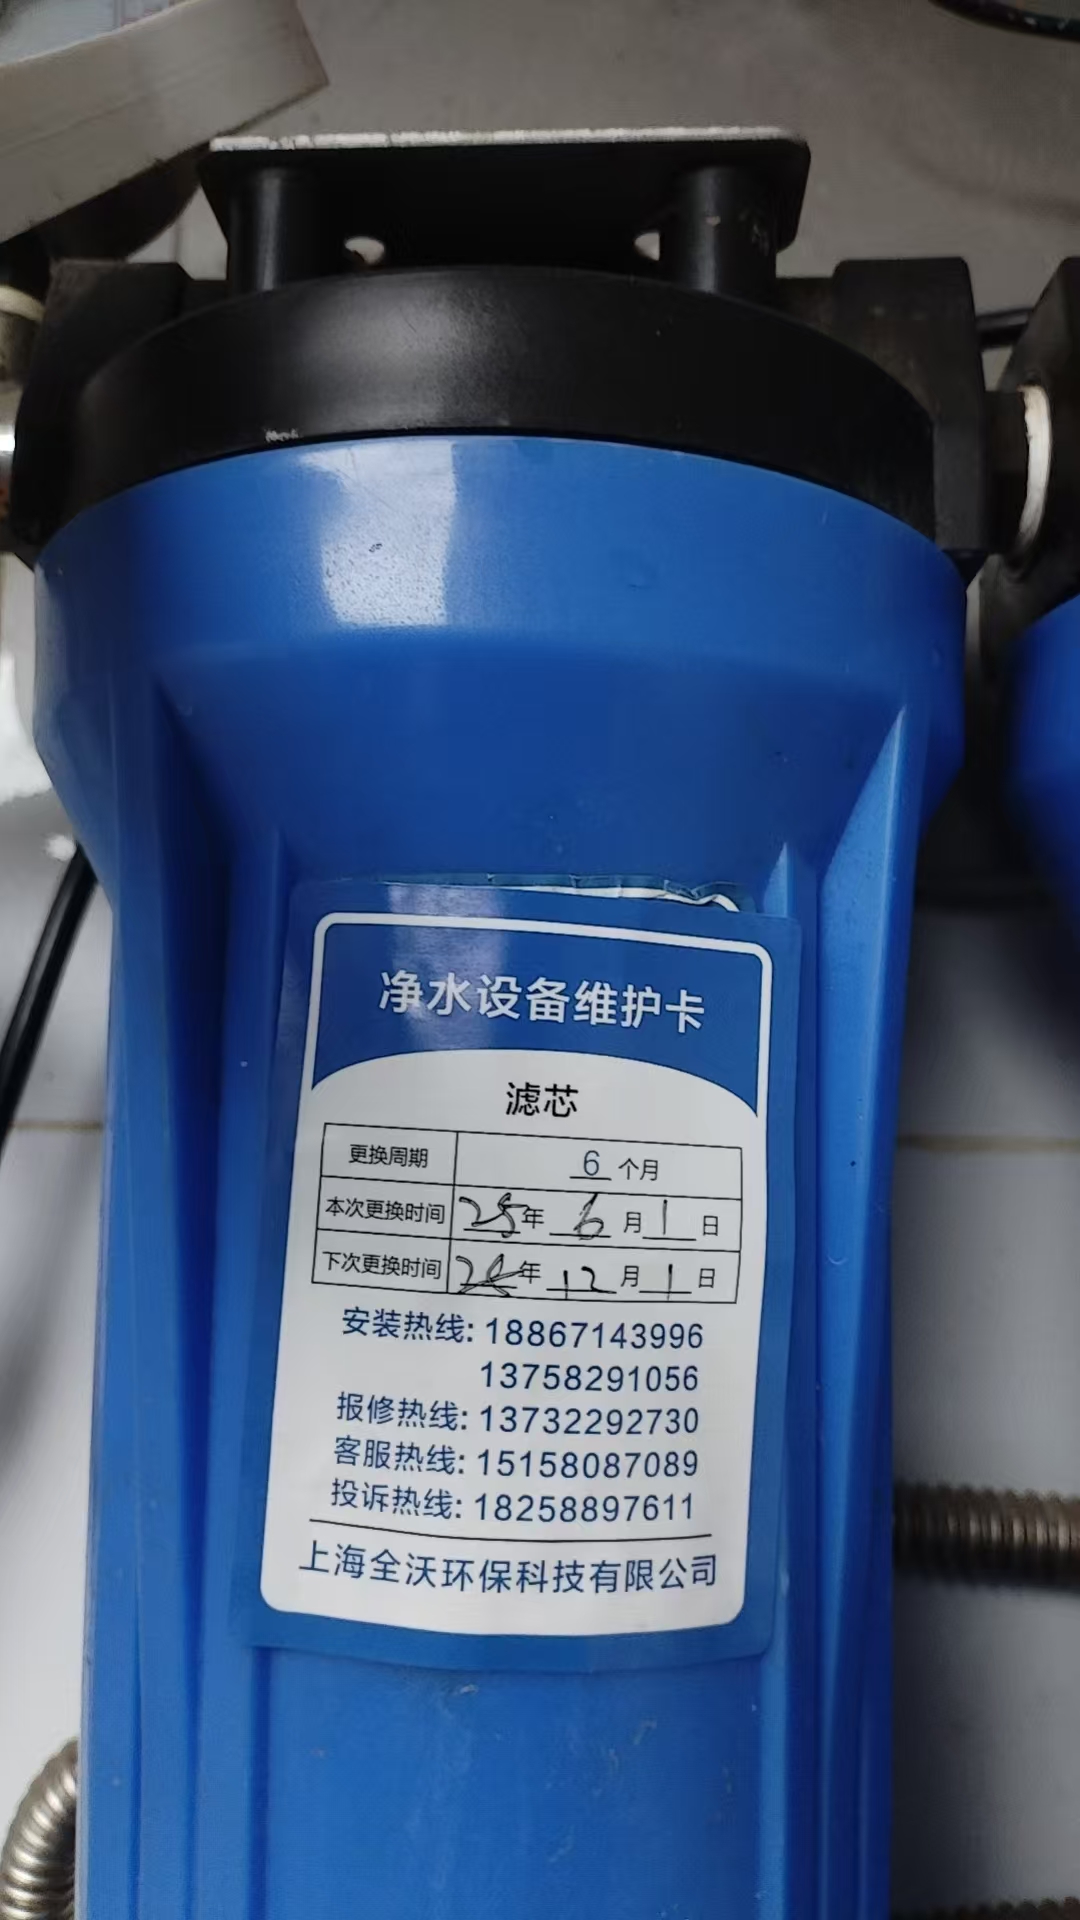 净水设备维护卡
滤芯
更换周期 6 个月
本次更换时间 25年 6 月 1 日
下次更换时间 25年 12 月 1 日
安装热线: 18867143996
13758291056
报修热线: 13732292730
客服热线: 15158087089
投诉热线: 18258897611
上海全沃环保科技有限公司